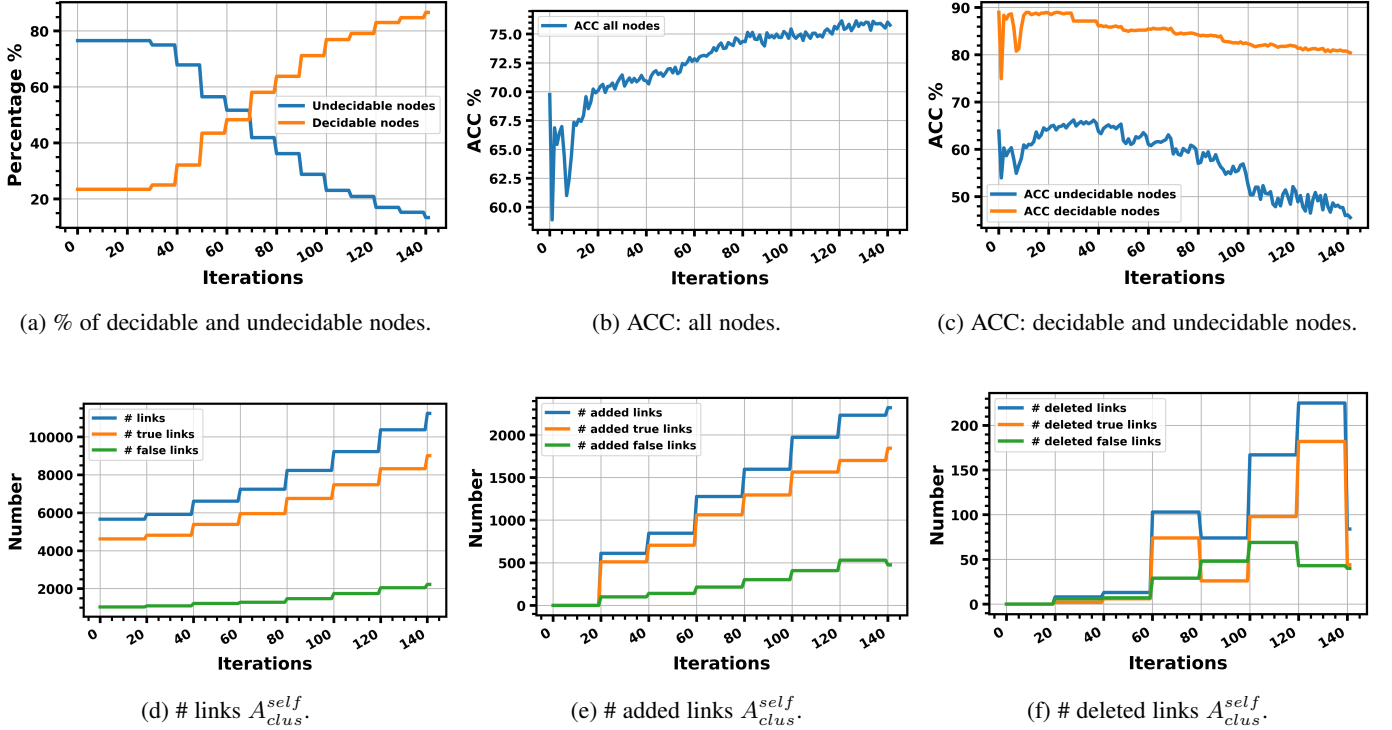 80
60
40
20
Percentage %
Undecidable nodes
Decidable nodes
0 20 40 60 80 100 120 140
Iterations
(a) % of decidable and undecidable nodes.
75.0
72.5
70.0
67.5
65.0
62.5
60.0
ACC %
ACC all nodes
0 20 40 60 80 100 120 140
Iterations
(b) ACC: all nodes.
90
80
70
60
50
ACC %
ACC undecidable nodes
ACC decidable nodes
0 20 40 60 80 100 120 140
Iterations
(c) ACC: decidable and undecidable nodes.
10000
8000
6000
4000
2000
Number
# links
# true links
# false links
0 20 40 60 80 100 120 140
Iterations
(d) # links $A_{clus}^{self}$.
2000
1500
1000
500
0
Number
# added links
# added true links
# added false links
0 20 40 60 80 100 120 140
Iterations
(e) # added links $A_{clus}^{self}$.
200
150
100
50
0
Number
# deleted links
# deleted true links
# deleted false links
0 20 40 60 80 100 120 140
Iterations
(f) # deleted links $A_{clus}^{self}$.